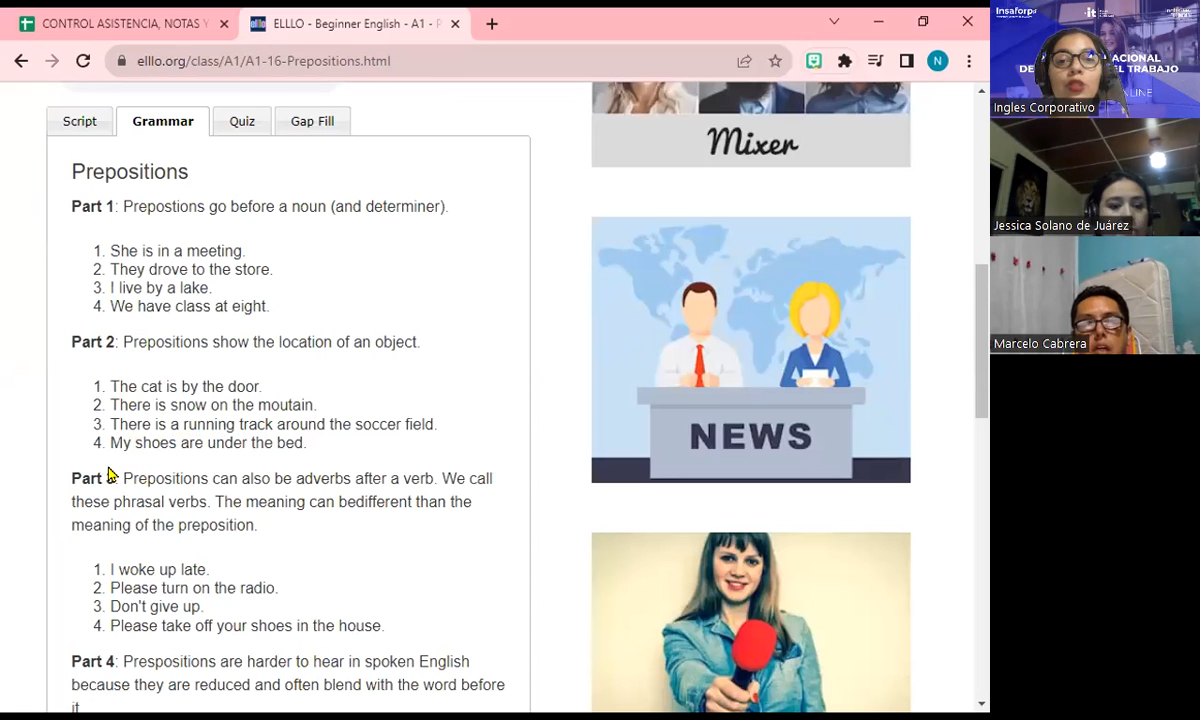 CONTROL ASISTENCIA, NOTAS Y
ELLLO - Beginner English - A1 - P
elllo.org/class/A1/A1-16-Prepositions.html
N
Script
Grammar
Quiz
Gap Fill
Prepositions
Part 1: Prepostions go before a noun (and determiner).
1. She is in a meeting.
2. They drove to the store.
3. I live by a lake.
4. We have class at eight.
Part 2: Prepositions show the location of an object.
1. The cat is by the door.
2. There is snow on the moutain.
3. There is a running track around the soccer field.
4. My shoes are under the bed.
Part : Prepositions can also be adverbs after a verb. We call
these phrasal verbs. The meaning can bedifferent than the
meaning of the preposition.
1. I woke up late.
2. Please turn on the radio.
3. Don't give up.
4. Please take off your shoes in the house.
Part 4: Prespositions are harder to hear in spoken English
because they are reduced and often blend with the word before
it
Mixer
NEWS
Insaforp
Ingles Corporativo
Jessica Solano de Juárez
Marcelo Cabrera